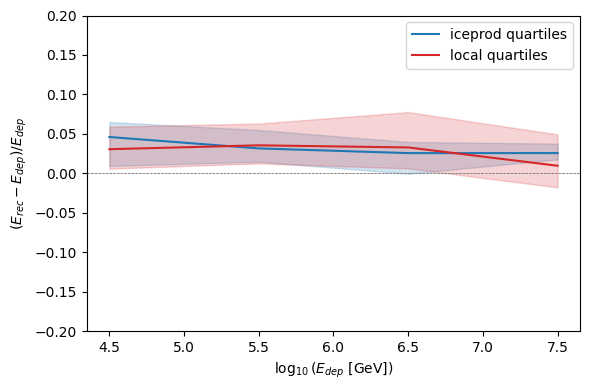 0.20
0.15
0.10
0.05
0.00
−0.05
−0.10
−0.15
−0.20
(E_rec − E_dep)/E_dep
iceprod quartiles
local quartiles
4.5 5.0 5.5 6.0 6.5 7.0 7.5
log10 (E_dep [GeV])